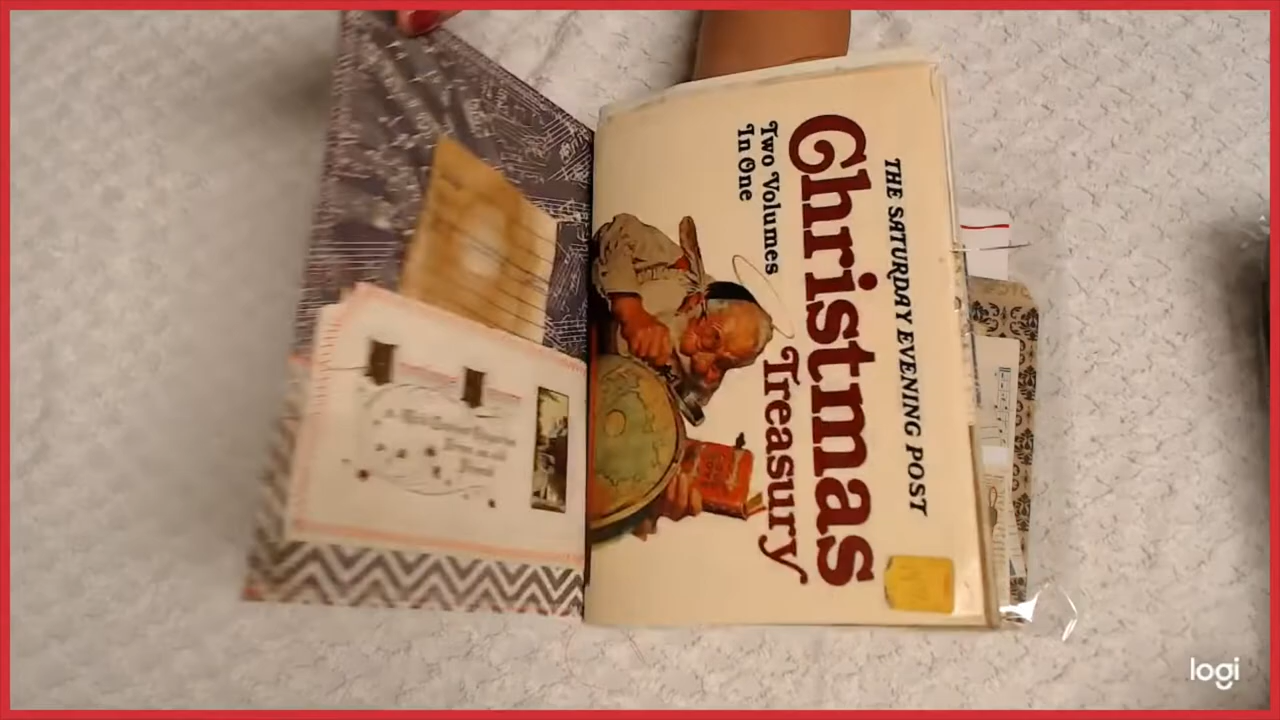 THE SATURDAY EVENING POST
Christmas
Treasury
Two Volumes
In One
logi